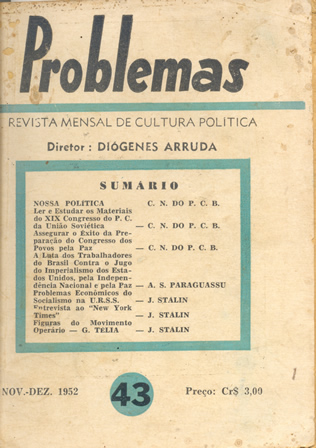 Problemas
REVISTA MENSAL DE CULTURA POLÍTICA
Diretor : DIÓGENES ARRUDA
SUMÁRIO
NOSSA POLITICA C. N. DO P. C. B.
Ler e Estudar os Materiais
do XIX Congresso do P. C.
da União Soviética — C. N. DO P. C. B.
Assegurar o Exito da Pre-
paração do Congresso dos
Povos pela Paz — C. N. DO P. C. B.
A Luta dos Trabalhadores
do Brasil Contra o Jugo
do Imperialismo dos Esta-
dos Unidos, pela Indepen-
dência Nacional e pela Paz — A. S. PARAGUASSU
Problemas Econômicos do
Socialismo na U.R.S.S. — J. STALIN
Entrevista ao "New York
Times" — J. STALIN
Figuras do Movimento
Operário — G. TELIA — J. STALIN
NOV.-DEZ. 1952 43 Preço: Cr$ 3,00